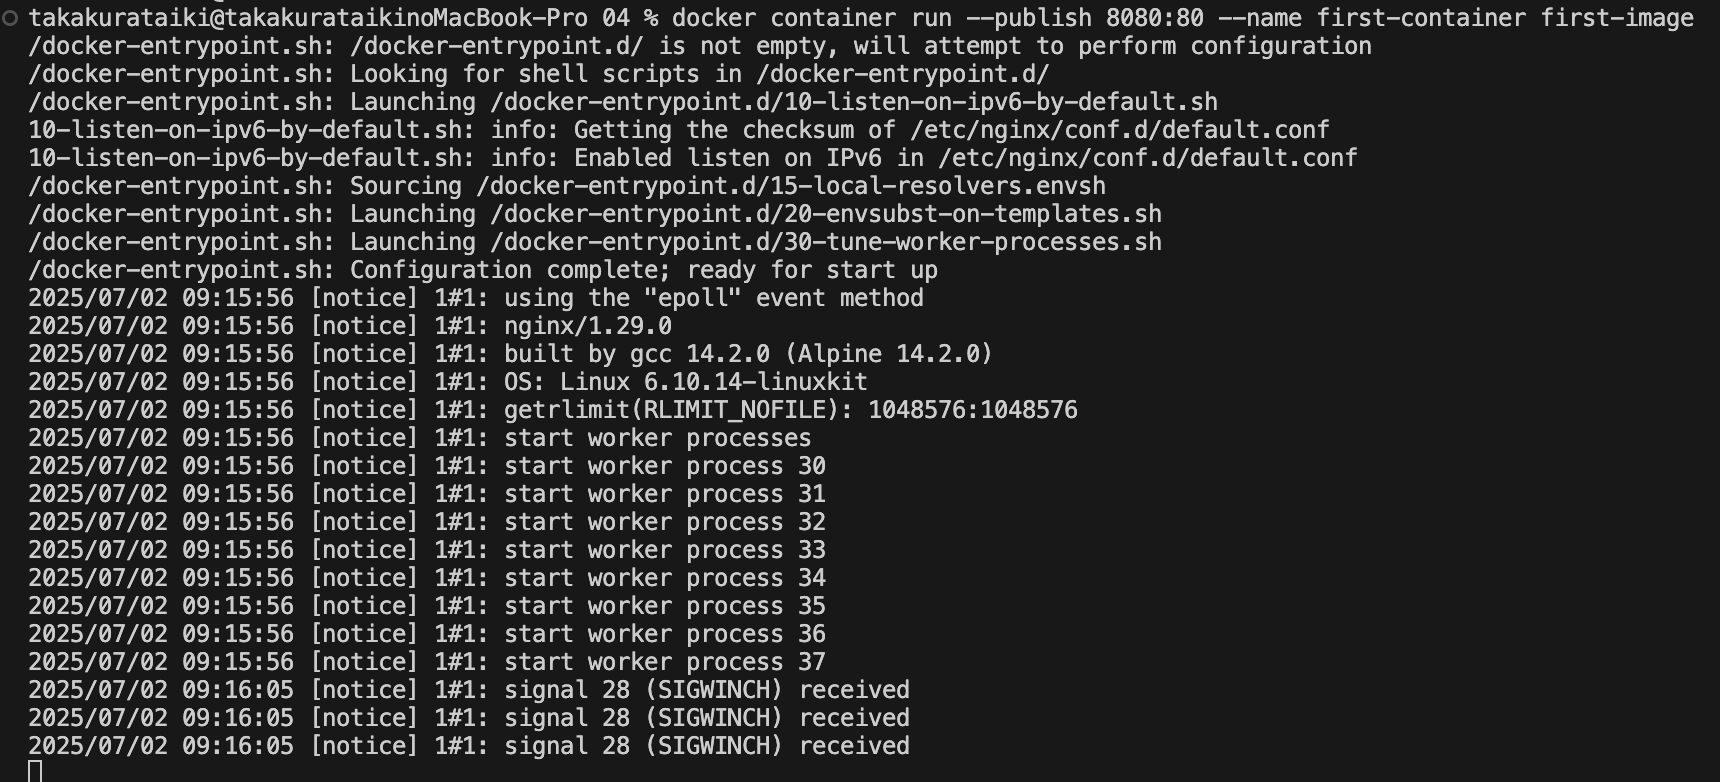 takakurataiki@takakurataikinoMacBook-Pro 04 % docker container run --publish 8080:80 --name first-container first-image
/docker-entrypoint.sh: /docker-entrypoint.d/ is not empty, will attempt to perform configuration
/docker-entrypoint.sh: Looking for shell scripts in /docker-entrypoint.d/
/docker-entrypoint.sh: Launching /docker-entrypoint.d/10-listen-on-ipv6-by-default.sh
10-listen-on-ipv6-by-default.sh: info: Getting the checksum of /etc/nginx/conf.d/default.conf
10-listen-on-ipv6-by-default.sh: info: Enabled listen on IPv6 in /etc/nginx/conf.d/default.conf
/docker-entrypoint.sh: Sourcing /docker-entrypoint.d/15-local-resolvers.envsh
/docker-entrypoint.sh: Launching /docker-entrypoint.d/20-envsubst-on-templates.sh
/docker-entrypoint.sh: Launching /docker-entrypoint.d/30-tune-worker-processes.sh
/docker-entrypoint.sh: Configuration complete; ready for start up
2025/07/02 09:15:56 [notice] 1#1: using the "epoll" event method
2025/07/02 09:15:56 [notice] 1#1: nginx/1.29.0
2025/07/02 09:15:56 [notice] 1#1: built by gcc 14.2.0 (Alpine 14.2.0)
2025/07/02 09:15:56 [notice] 1#1: OS: Linux 6.10.14-linuxkit
2025/07/02 09:15:56 [notice] 1#1: getrlimit(RLIMIT_NOFILE): 1048576:1048576
2025/07/02 09:15:56 [notice] 1#1: start worker processes
2025/07/02 09:15:56 [notice] 1#1: start worker process 30
2025/07/02 09:15:56 [notice] 1#1: start worker process 31
2025/07/02 09:15:56 [notice] 1#1: start worker process 32
2025/07/02 09:15:56 [notice] 1#1: start worker process 33
2025/07/02 09:15:56 [notice] 1#1: start worker process 34
2025/07/02 09:15:56 [notice] 1#1: start worker process 35
2025/07/02 09:15:56 [notice] 1#1: start worker process 36
2025/07/02 09:15:56 [notice] 1#1: start worker process 37
2025/07/02 09:16:05 [notice] 1#1: signal 28 (SIGWINCH) received
2025/07/02 09:16:05 [notice] 1#1: signal 28 (SIGWINCH) received
2025/07/02 09:16:05 [notice] 1#1: signal 28 (SIGWINCH) received